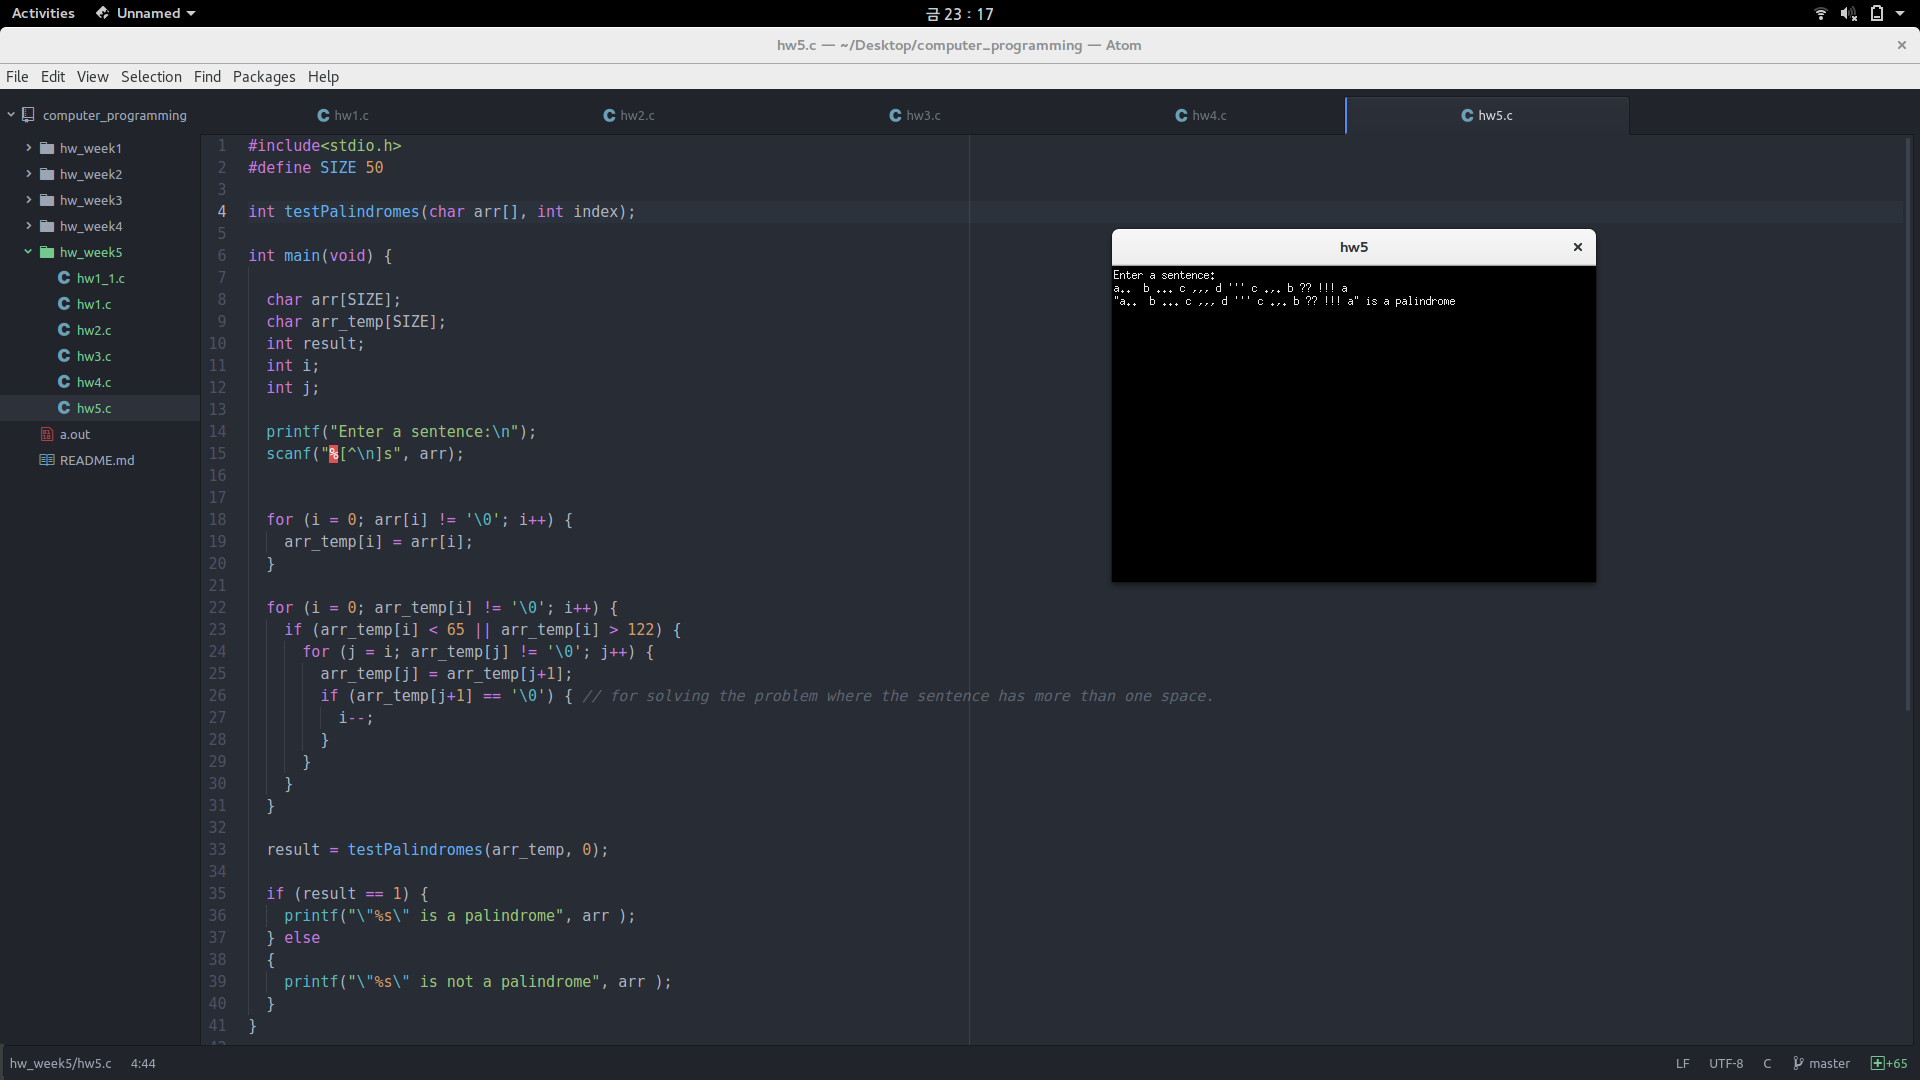 Activities Unnamed 금 23 : 17
hw5.c — ~/Desktop/computer_programming — Atom
File Edit View Selection Find Packages Help
computer_programming
hw_week1
hw_week2
hw_week3
hw_week4
hw_week5
hw1_1.c
hw1.c
hw2.c
hw3.c
hw4.c
hw5.c
a.out
README.md
hw1.c hw2.c hw3.c hw4.c hw5.c
1 #include<stdio.h>
2 #define SIZE 50
3
4 int testPalindromes(char arr[], int index);
5
6 int main(void) {
7
8 char arr[SIZE];
9 char arr_temp[SIZE];
10 int result;
11 int i;
12 int j;
13
14 printf("Enter a sentence:\n");
15 scanf("%[^\n]s", arr);
16
17
18 for (i = 0; arr[i] != '\0'; i++) {
19 arr_temp[i] = arr[i];
20 }
21
22 for (i = 0; arr_temp[i] != '\0'; i++) {
23 if (arr_temp[i] < 65 || arr_temp[i] > 122) {
24 for (j = i; arr_temp[j] != '\0'; j++) {
25 arr_temp[j] = arr_temp[j+1];
26 if (arr_temp[j+1] == '\0') { // for solving the problem where the sentence has more than one space.
27 i--;
28 }
29 }
30 }
31 }
32
33 result = testPalindromes(arr_temp, 0);
34
35 if (result == 1) {
36 printf("\"%s\" is a palindrome", arr );
37 } else
38 {
39 printf("\"%s\" is not a palindrome", arr );
40 }
41 }
hw5
Enter a sentence:
a..  b ... c ,,, d ''' c .,. b ?? !!! a
"a..  b ... c ,,, d ''' c .,. b ?? !!! a" is a palindrome
hw_week5/hw5.c 4:44 LF UTF-8 C master +65